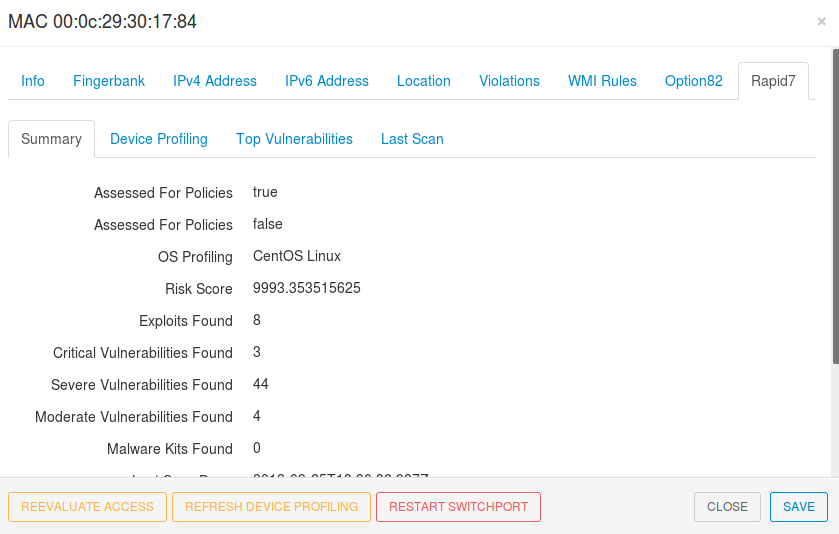 MAC 00:0c:29:30:17:84 ×
Info Fingerbank IPv4 Address IPv6 Address Location Violations WMI Rules Option82 Rapid7
Summary Device Profiling Top Vulnerabilities Last Scan
Assessed For Policies true
Assessed For Policies false
OS Profiling CentOS Linux
Risk Score 9993.353515625
Exploits Found 8
Critical Vulnerabilities Found 3
Severe Vulnerabilities Found 44
Moderate Vulnerabilities Found 4
Malware Kits Found 0
REEVALUATE ACCESS REFRESH DEVICE PROFILING RESTART SWITCHPORT CLOSE SAVE